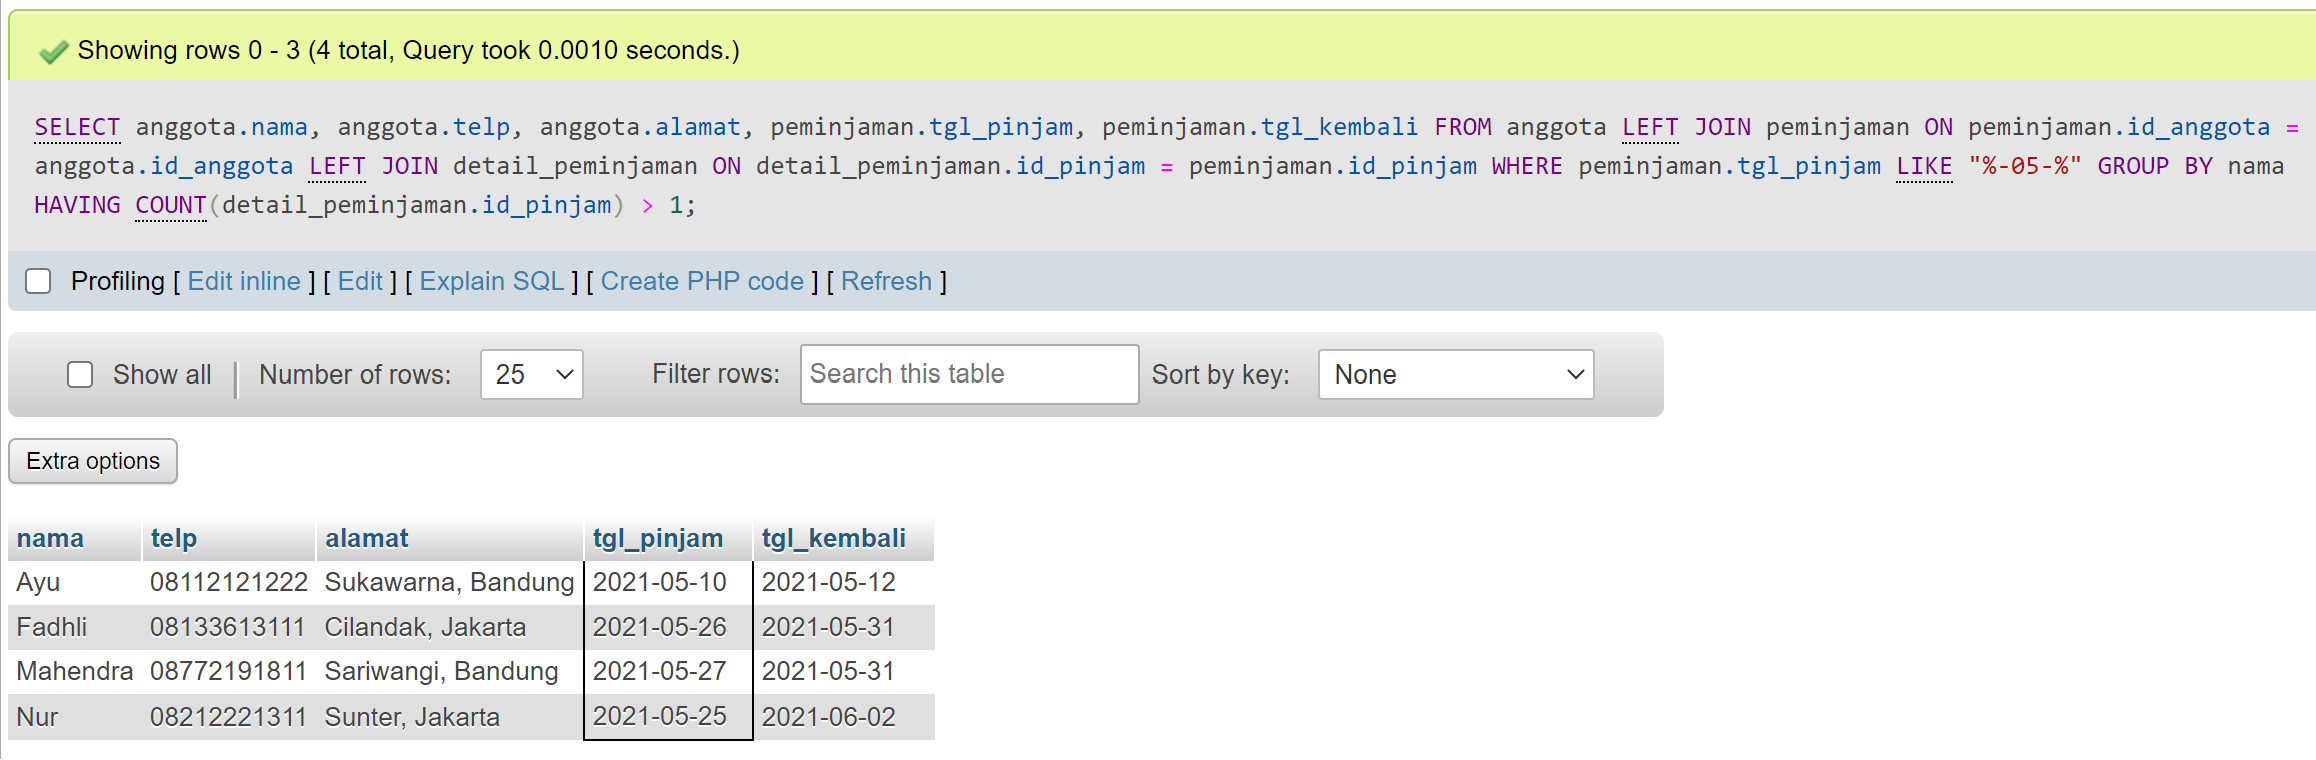 Showing rows 0 - 3 (4 total, Query took 0.0010 seconds.)
SELECT anggota.nama, anggota.telp, anggota.alamat, peminjaman.tgl_pinjam, peminjaman.tgl_kembali FROM anggota LEFT JOIN peminjaman ON peminjaman.id_anggota =
anggota.id_anggota LEFT JOIN detail_peminjaman ON detail_peminjaman.id_pinjam = peminjaman.id_pinjam WHERE peminjaman.tgl_pinjam LIKE "%-05-%" GROUP BY nama
HAVING COUNT(detail_peminjaman.id_pinjam) > 1;
Profiling [ Edit inline ] [ Edit ] [ Explain SQL ] [ Create PHP code ] [ Refresh ]
Show all | Number of rows: 25 Filter rows: Search this table Sort by key: None
Extra options
nama telp alamat tgl_pinjam tgl_kembali
Ayu 08112121222 Sukawarna, Bandung 2021-05-10 2021-05-12
Fadhli 08133613111 Cilandak, Jakarta 2021-05-26 2021-05-31
Mahendra 08772191811 Sariwangi, Bandung 2021-05-27 2021-05-31
Nur 08212221311 Sunter, Jakarta 2021-05-25 2021-06-02